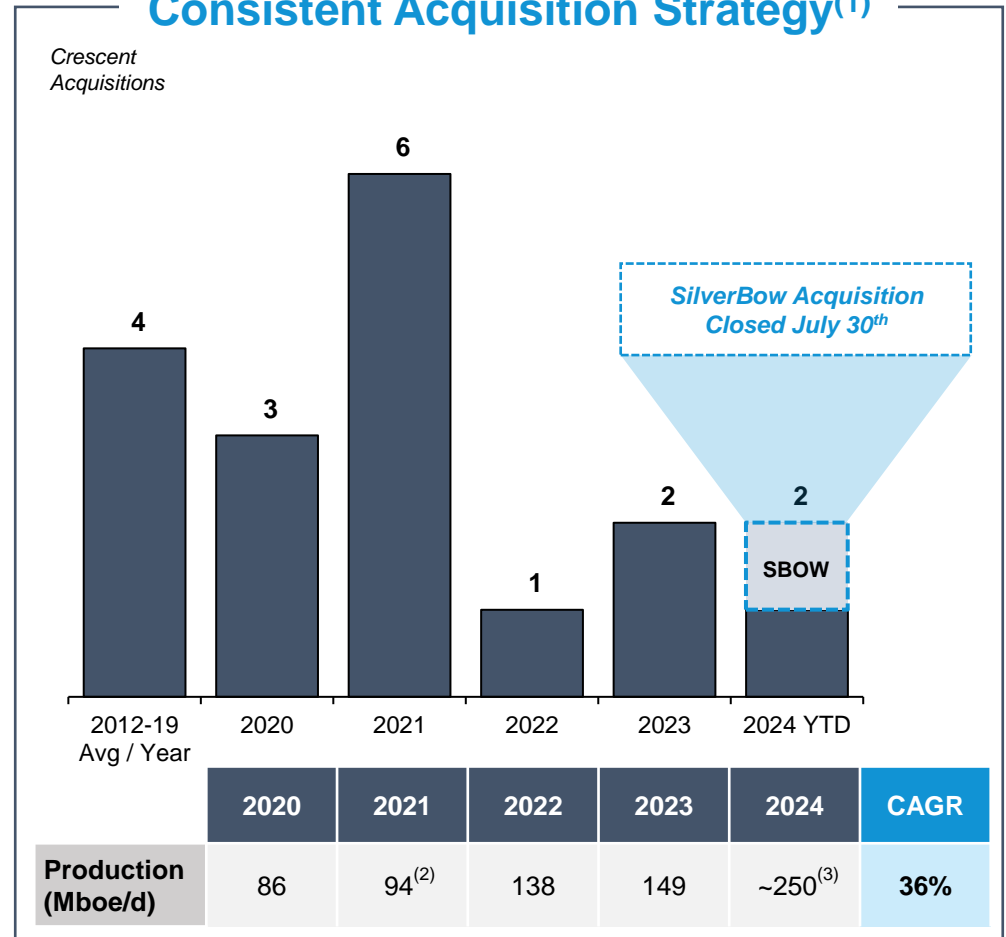 Consistent Acquisition Strategy(1)
Crescent
Acquisitions
6
SilverBow Acquisition
Closed July 30th
4
3
2
2
1
SBOW
2012-19
Avg / Year
2020
2021
2022
2023
2024 YTD
2020 2021 2022 2023 2024 CAGR
Production
(Mboe/d)
86 94(2) 138 149 ~250(3) 36%